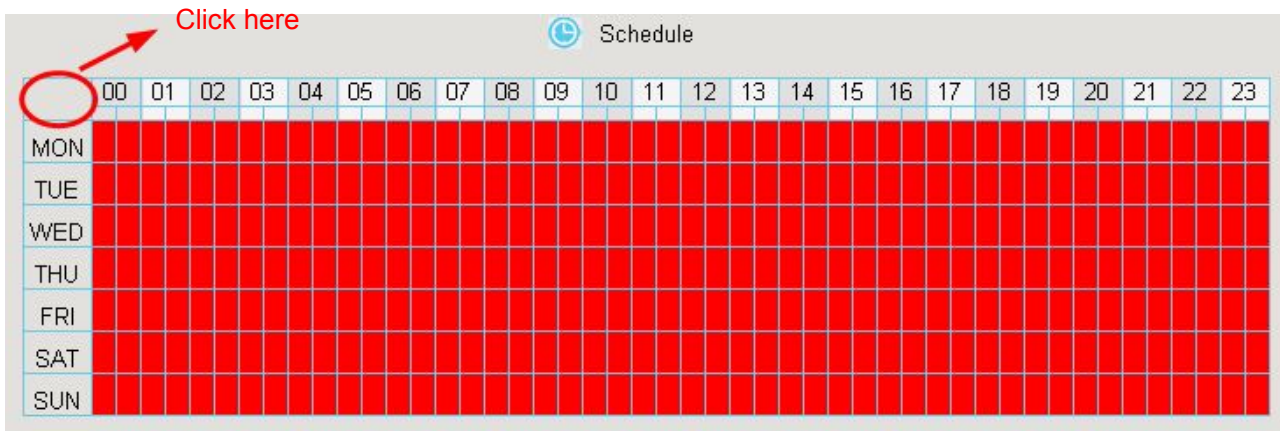 Click here
Schedule
00 01 02 03 04 05 06 07 08 09 10 11 12 13 14 15 16 17 18 19 20 21 22 23
MON
TUE
WED
THU
FRI
SAT
SUN